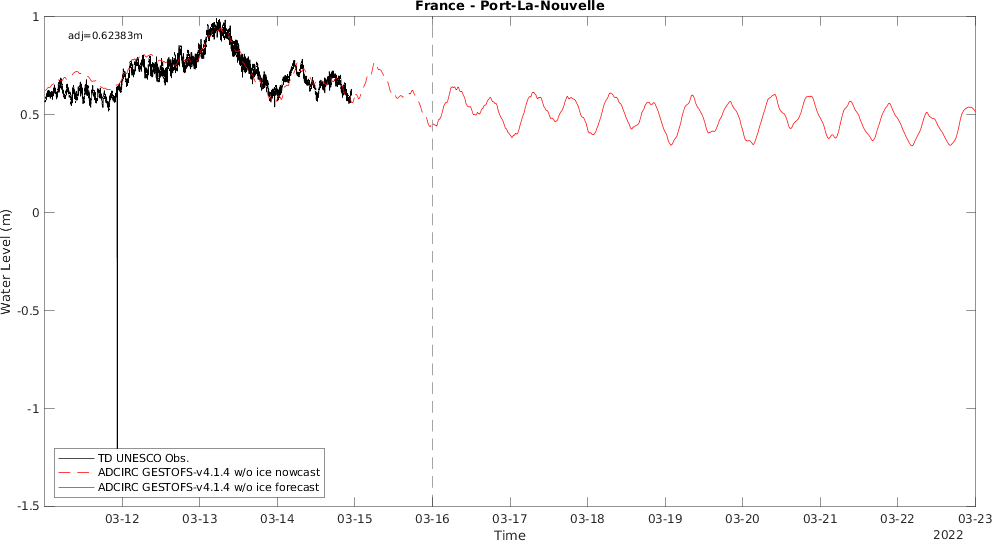 France - Port-La-Nouvelle
adj=0.62383m
1
0.5
0
-0.5
-1
-1.5
Water Level (m)
TD UNESCO Obs.
ADCIRC GESTOFS-v4.1.4 w/o ice nowcast
ADCIRC GESTOFS-v4.1.4 w/o ice forecast
03-12 03-13 03-14 03-15 03-16 03-17 03-18 03-19 03-20 03-21 03-22 03-23
Time
2022